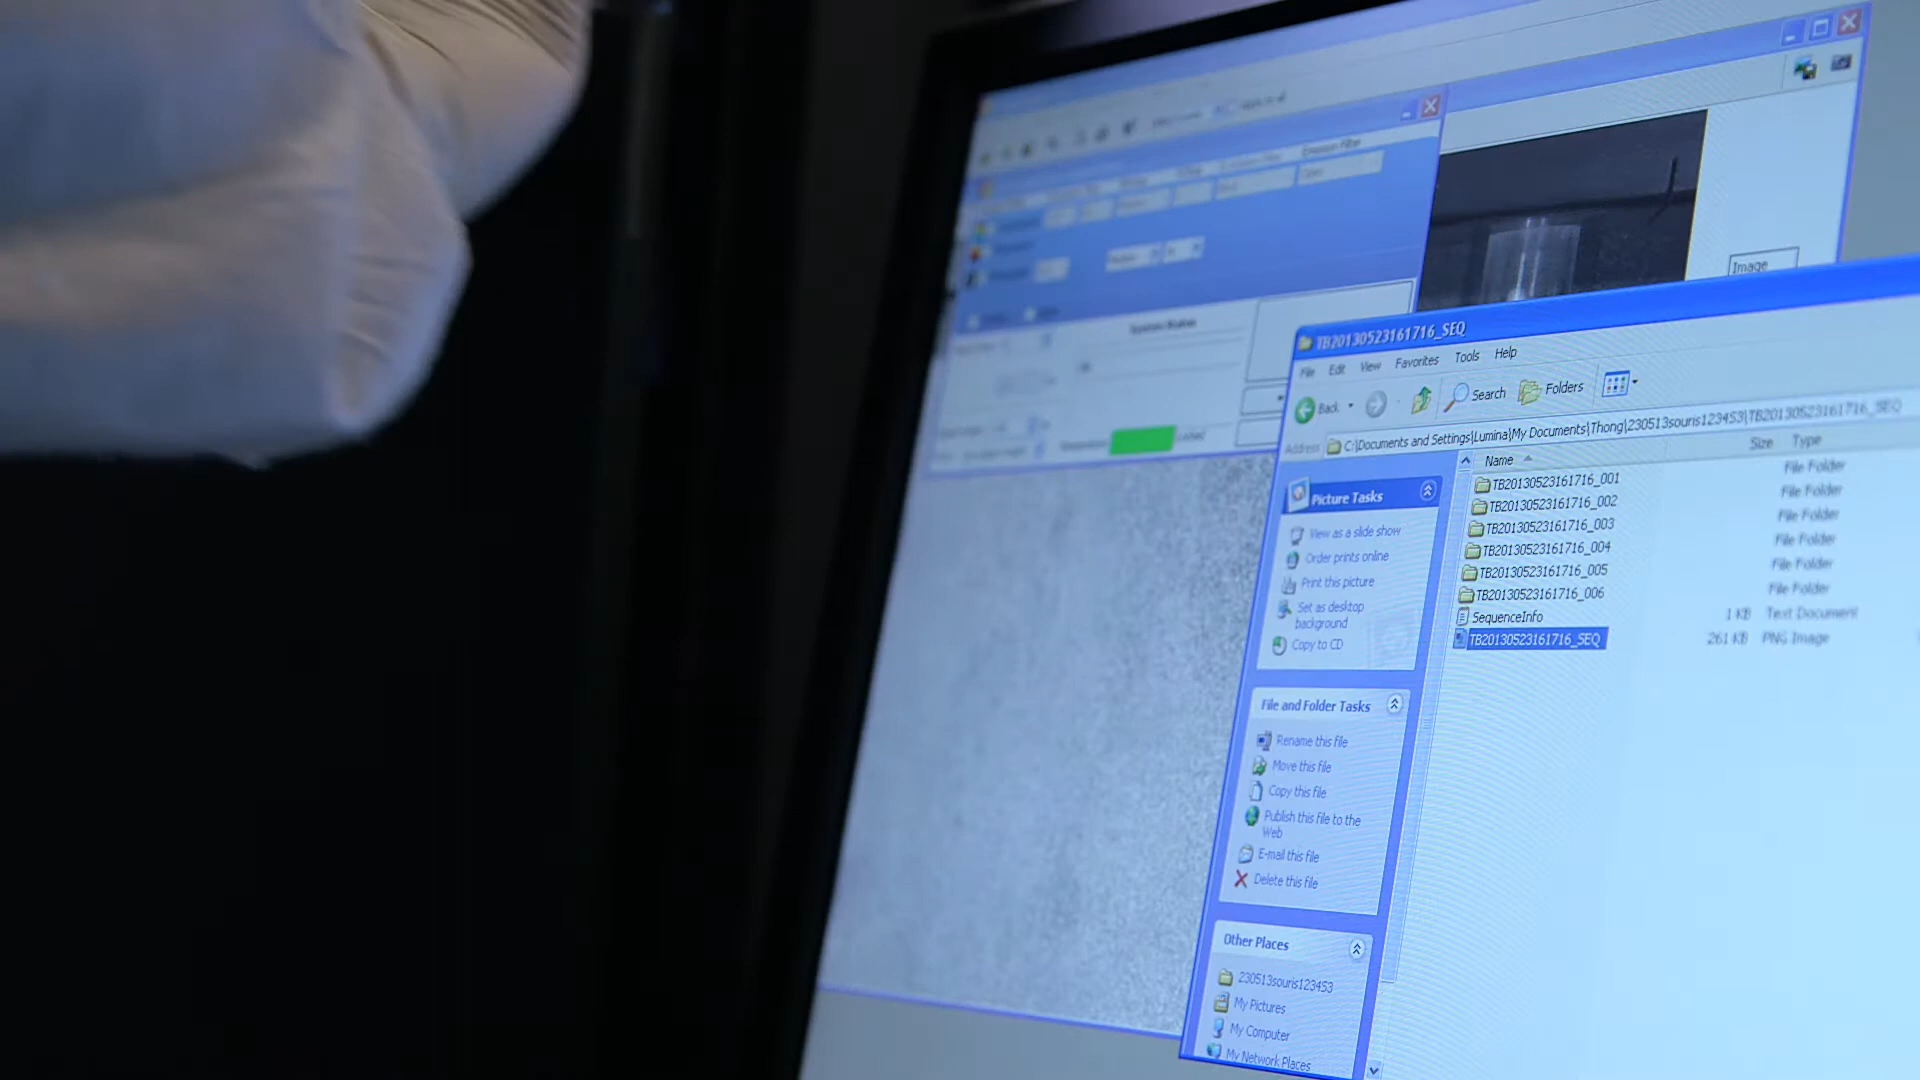 Emission Filter
System Status
Image
TB20130523161716_SEQ
File Edit View Favorites Tools Help
Back Search Folders
Address C:\Documents and Settings\Lumina\My Documents\Thong\230513souris123453\TB20130523161716_SEQ
Name Size Type
TB20130523161716_001 File Folder
TB20130523161716_002 File Folder
TB20130523161716_003 File Folder
TB20130523161716_004 File Folder
TB20130523161716_005 File Folder
TB20130523161716_006 File Folder
SequenceInfo 1 KB Text Document
TB20130523161716_SEQ 261 KB PNG Image
Picture Tasks
View as a slide show
Order prints online
Print this picture
Set as desktop
background
Copy to CD
File and Folder Tasks
Rename this file
Move this file
Copy this file
Publish this file to the
Web
E-mail this file
Delete this file
Other Places
230513souris123453
My Pictures
My Computer
My Network Places